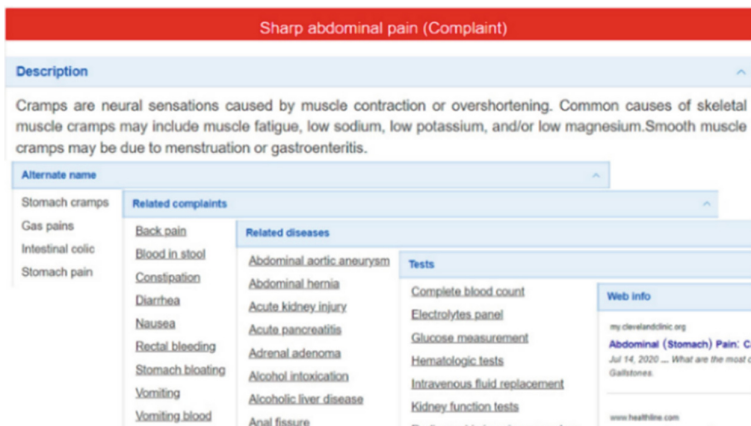 Sharp abdominal pain (Complaint)
Description
Cramps are neural sensations caused by muscle contraction or overshortening. Common causes of skeletal
muscle cramps may include muscle fatigue, low sodium, low potassium, and/or low magnesium.Smooth muscle
cramps may be due to menstruation or gastroenteritis.
Alternate name
Stomach cramps
Gas pains
Intestinal colic
Stomach pain
Related complaints
Back pain
Blood in stool
Constipation
Diarrhea
Nausea
Rectal bleeding
Stomach bloating
Vomiting
Vomiting blood
Related diseases
Abdominal aortic aneurysm
Abdominal hernia
Acute kidney injury
Acute pancreatitis
Adrenal adenoma
Alcohol intoxication
Alcoholic liver disease
Anal fissure
Tests
Complete blood count
Electrolytes panel
Glucose measurement
Hematologic tests
Intravenous fluid replacement
Kidney function tests
Web info
my.clevelandclinic.org
Abdominal (Stomach) Pain: C
Jul 14, 2020 ... What are the most c
Gallstones.
www.healthline.com